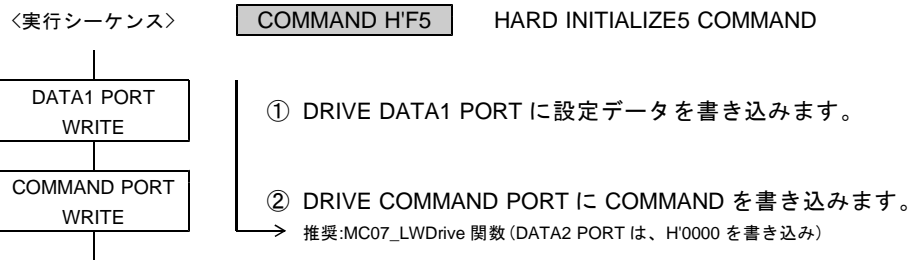 〈実行シーケンス〉
COMMAND H'F5 HARD INITIALIZE5 COMMAND
DATA1 PORT
WRITE
① DRIVE DATA1 PORT に設定データを書き込みます。
COMMAND PORT
WRITE
② DRIVE COMMAND PORT に COMMAND を書き込みます。
推奨:MC07_LWDrive 関数(DATA2 PORT は、H'0000 を書き込み)